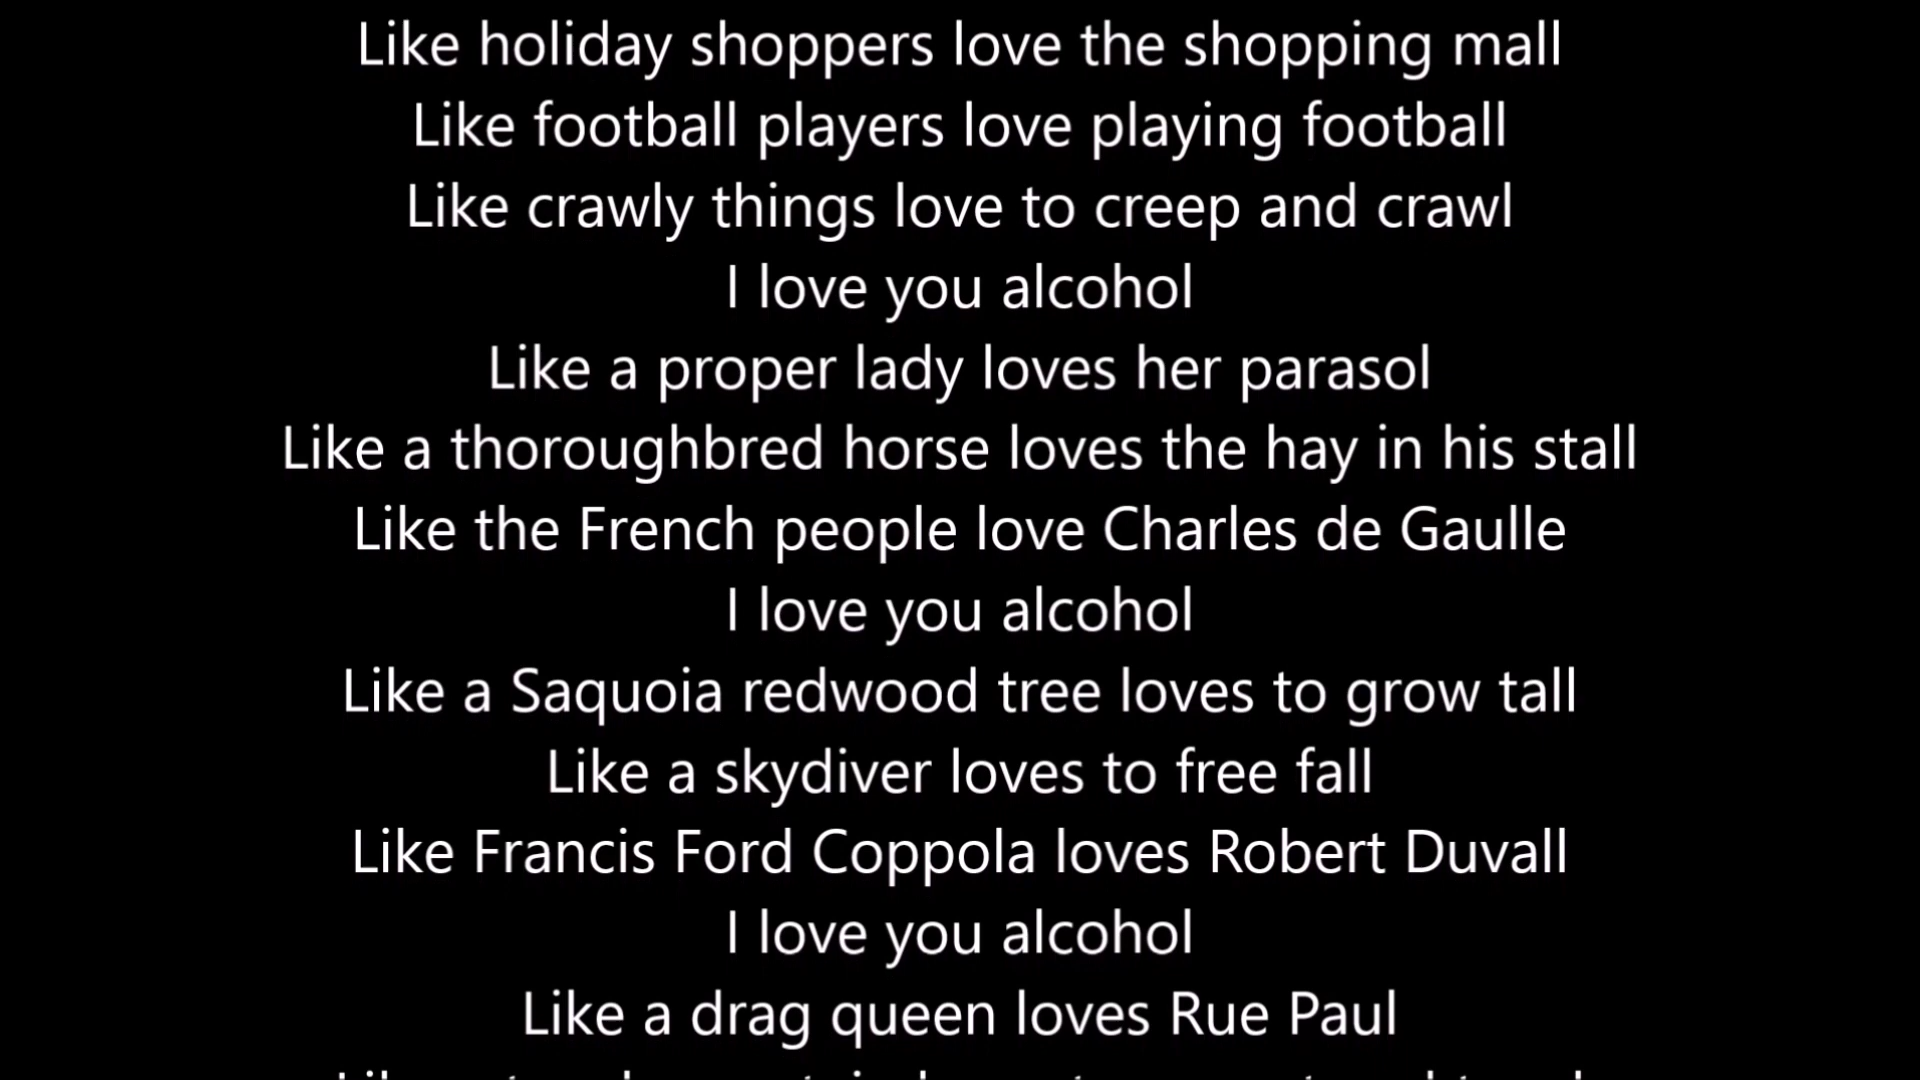 Like holiday shoppers love the shopping mall
Like football players love playing football
Like crawly things love to creep and crawl
I love you alcohol
Like a proper lady loves her parasol
Like a thoroughbred horse loves the hay in his stall
Like the French people love Charles de Gaulle
I love you alcohol
Like a Saquoia redwood tree loves to grow tall
Like a skydiver loves to free fall
Like Francis Ford Coppola loves Robert Duvall
I love you alcohol
Like a drag queen loves Rue Paul